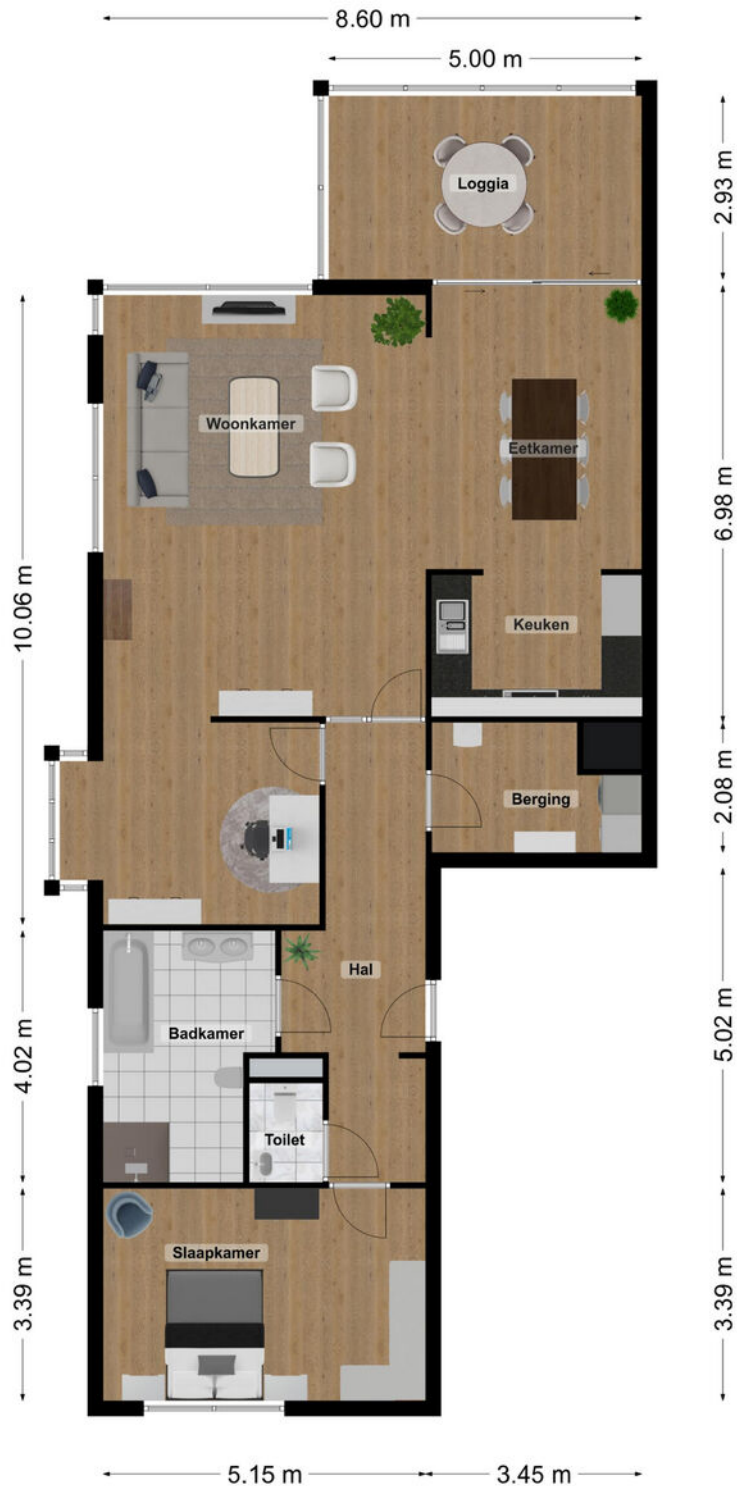 8.60 m
5.00 m
Loggia
2.93 m
Woonkamer
Eetkamer
6.98 m
10.06 m
Keuken
Berging
2.08 m
Hal
Badkamer
4.02 m
5.02 m
Toilet
Slaapkamer
3.39 m
3.39 m
5.15 m
3.45 m